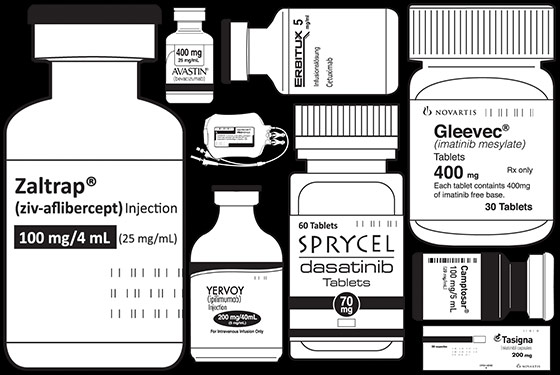 Zaltrap®
(ziv-aflibercept) Injection
100 mg/4 mL (25 mg/mL)
400 mg
25 mg/mL
AVASTIN®
(bevacizumab)
ERBITUX 5 mg/ml
Infusionslösung
Cetuximab
YERVOY
(ipilimumab)
Injection
200 mg/40mL
(5 mg/mL)
For Intravenous Infusion Only
60 Tablets
SPRYCEL
dasatinib
Tablets
70
mg
NOVARTIS
Gleevec®
(imatinib mesylate)
Tablets
400 mg Rx only
Each tablet contains 400mg
of imatinib free base.
30 Tablets
Camptosar®
100 mg/5 mL
Tasigna
200 mg
NOVARTIS